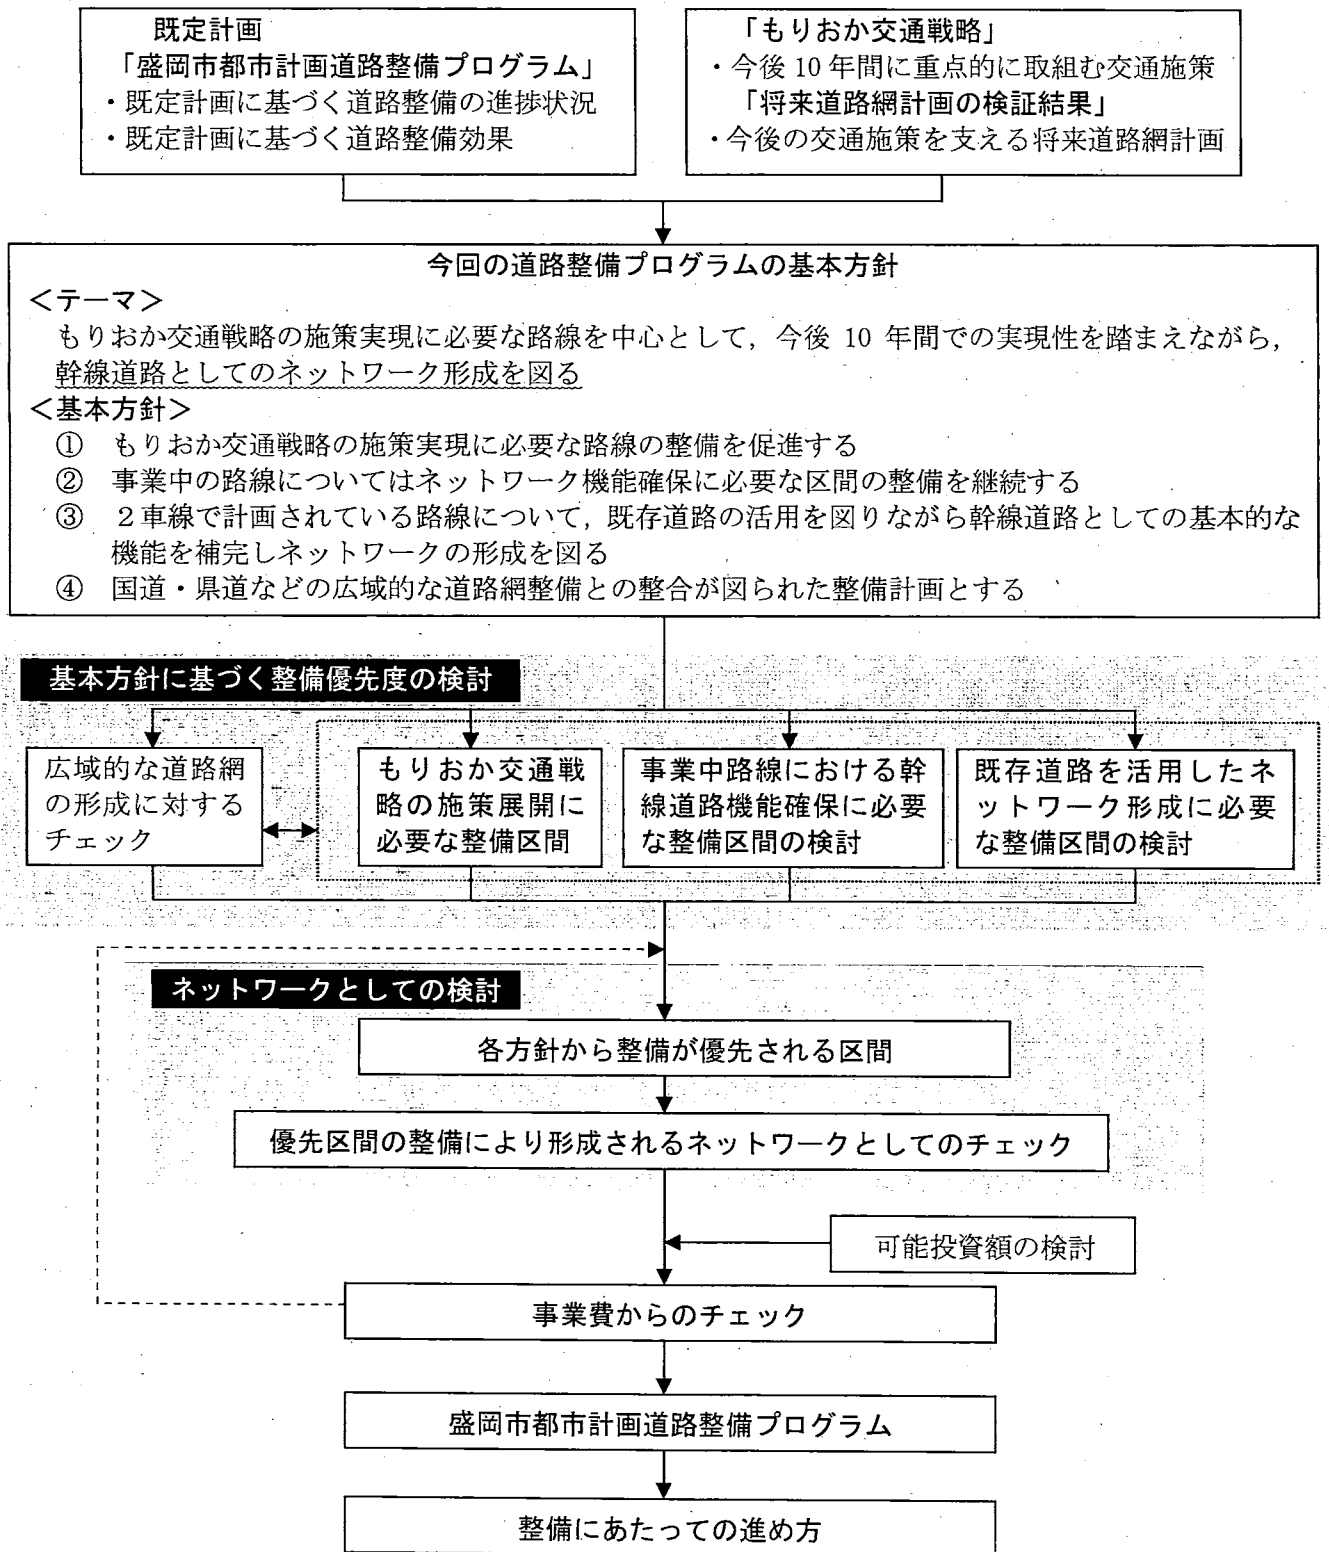 既定計画
「盛岡市都市計画道路整備プログラム」
・既定計画に基づく道路整備の進捗状況
・既定計画に基づく道路整備効果
「もりおか交通戦略」
・今後 10 年間に重点的に取組む交通施策
「将来道路網計画の検証結果」
・今後の交通施策を支える将来道路網計画
今回の道路整備プログラムの基本方針
＜テーマ＞
もりおか交通戦略の施策実現に必要な路線を中心として，今後 10 年間での実現性を踏まえながら，
幹線道路としてのネットワーク形成を図る
＜基本方針＞
① もりおか交通戦略の施策実現に必要な路線の整備を促進する
② 事業中の路線についてはネットワーク機能確保に必要な区間の整備を継続する
③ ２車線で計画されている路線について，既存道路の活用を図りながら幹線道路としての基本的な
機能を補完しネットワークの形成を図る
④ 国道・県道などの広域的な道路網整備との整合が図られた整備計画とする
基本方針に基づく整備優先度の検討
広域的な道路網
の形成に対する
チェック
もりおか交通戦
略の施策展開に
必要な整備区間
事業中路線における幹
線道路機能確保に必要
な整備区間の検討
既存道路を活用したネ
ットワーク形成に必要
な整備区間の検討
ネットワークとしての検討
各方針から整備が優先される区間
優先区間の整備により形成されるネットワークとしてのチェック
可能投資額の検討
事業費からのチェック
盛岡市都市計画道路整備プログラム
整備にあたっての進め方